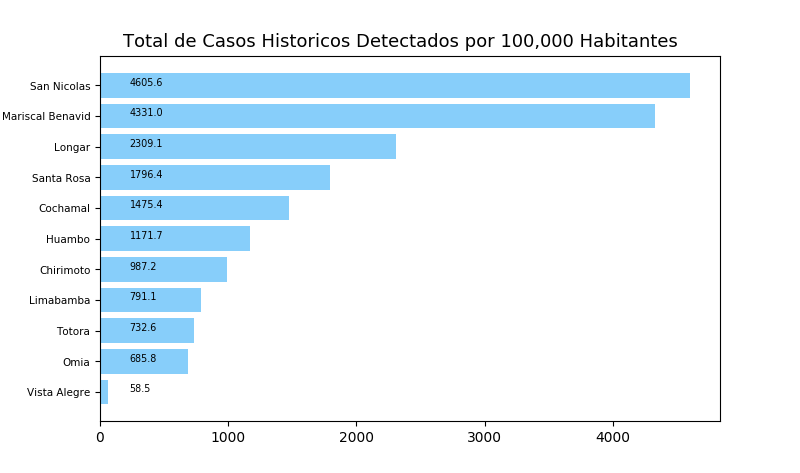 Total de Casos Historicos Detectados por 100,000 Habitantes
San Nicolas 4605.6
Mariscal Benavid 4331.0
Longar 2309.1
Santa Rosa 1796.4
Cochamal 1475.4
Huambo 1171.7
Chirimoto 987.2
Limabamba 791.1
Totora 732.6
Omia 685.8
Vista Alegre 58.5
0 1000 2000 3000 4000